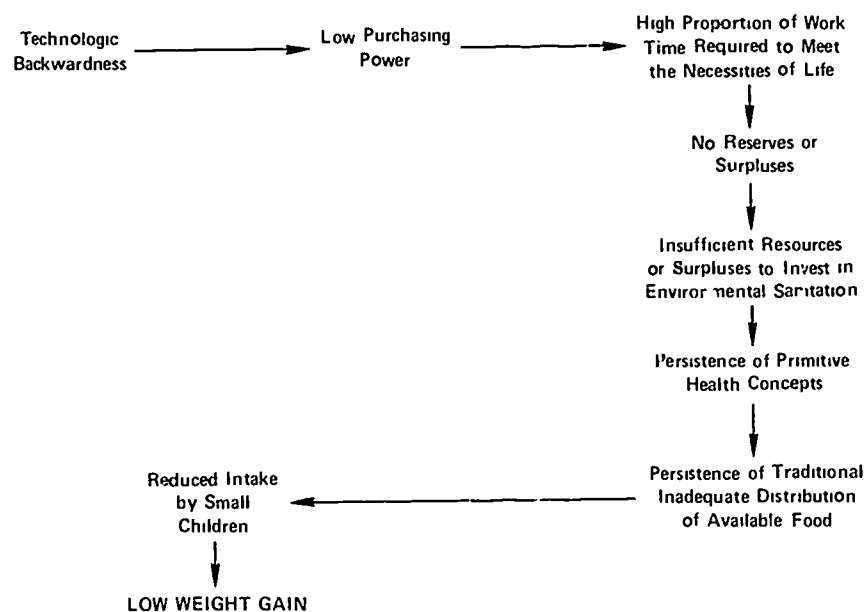 Technologic
Backwardness
Low Purchasing
Power
High Proportion of Work
Time Required to Meet
the Necessities of Life
No Reserves or
Surpluses
Insufficient Resources
or Surpluses to Invest in
Environmental Sanitation
Persistence of Primitive
Health Concepts
Persistence of Traditional
Inadequate Distribution
of Available Food
Reduced Intake
by Small
Children
LOW WEIGHT GAIN